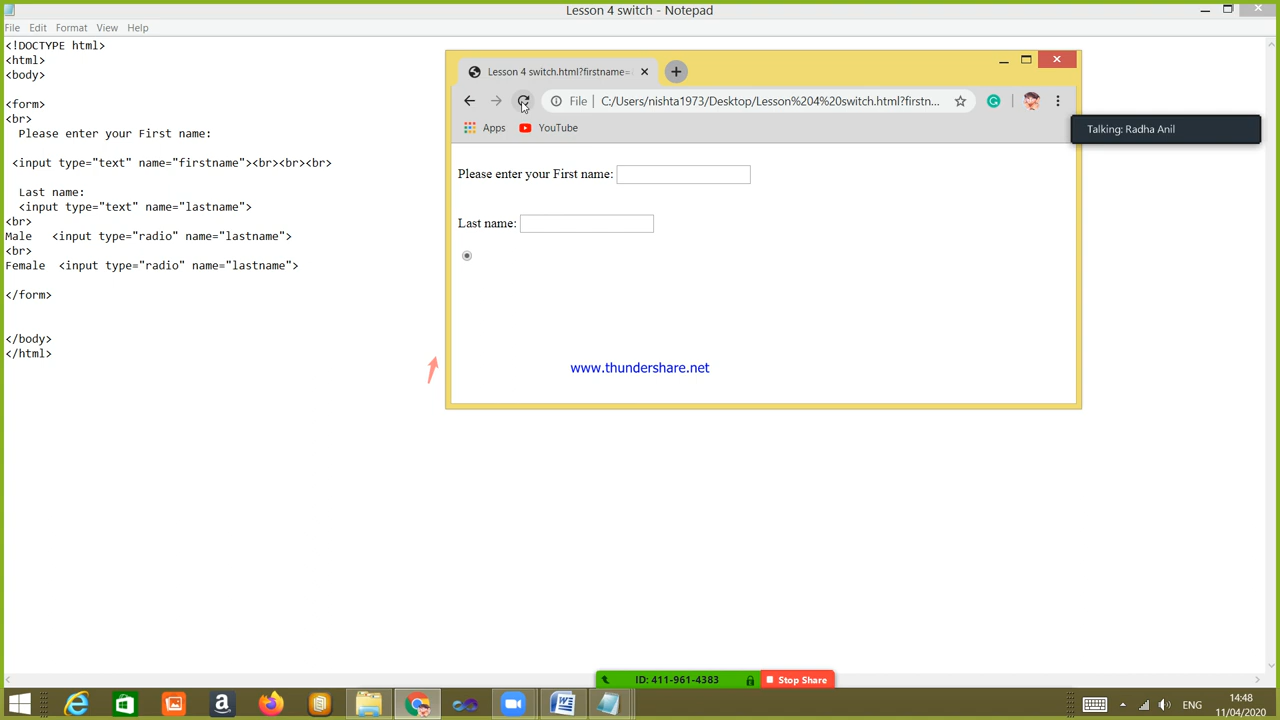 Lesson 4 switch - Notepad
File Edit Format View Help
<!DOCTYPE html>
<html>
<body>
<form>
<br>
Please enter your First name:
<input type="text" name="firstname"><br><br><br>
Last name:
<input type="text" name="lastname">
<br>
Male <input type="radio" name="lastname">
<br>
Female <input type="radio" name="lastname">
</form>
</body>
</html>
Lesson 4 switch.html?firstname=
File C:/Users/nishta1973/Desktop/Lesson%204%20switch.html?firstn...
Apps YouTube
Please enter your First name:
Last name:
www.thundershare.net
Talking: Radha Anil
ID: 411-961-4383 Stop Share
ENG 14:48
11/04/2020